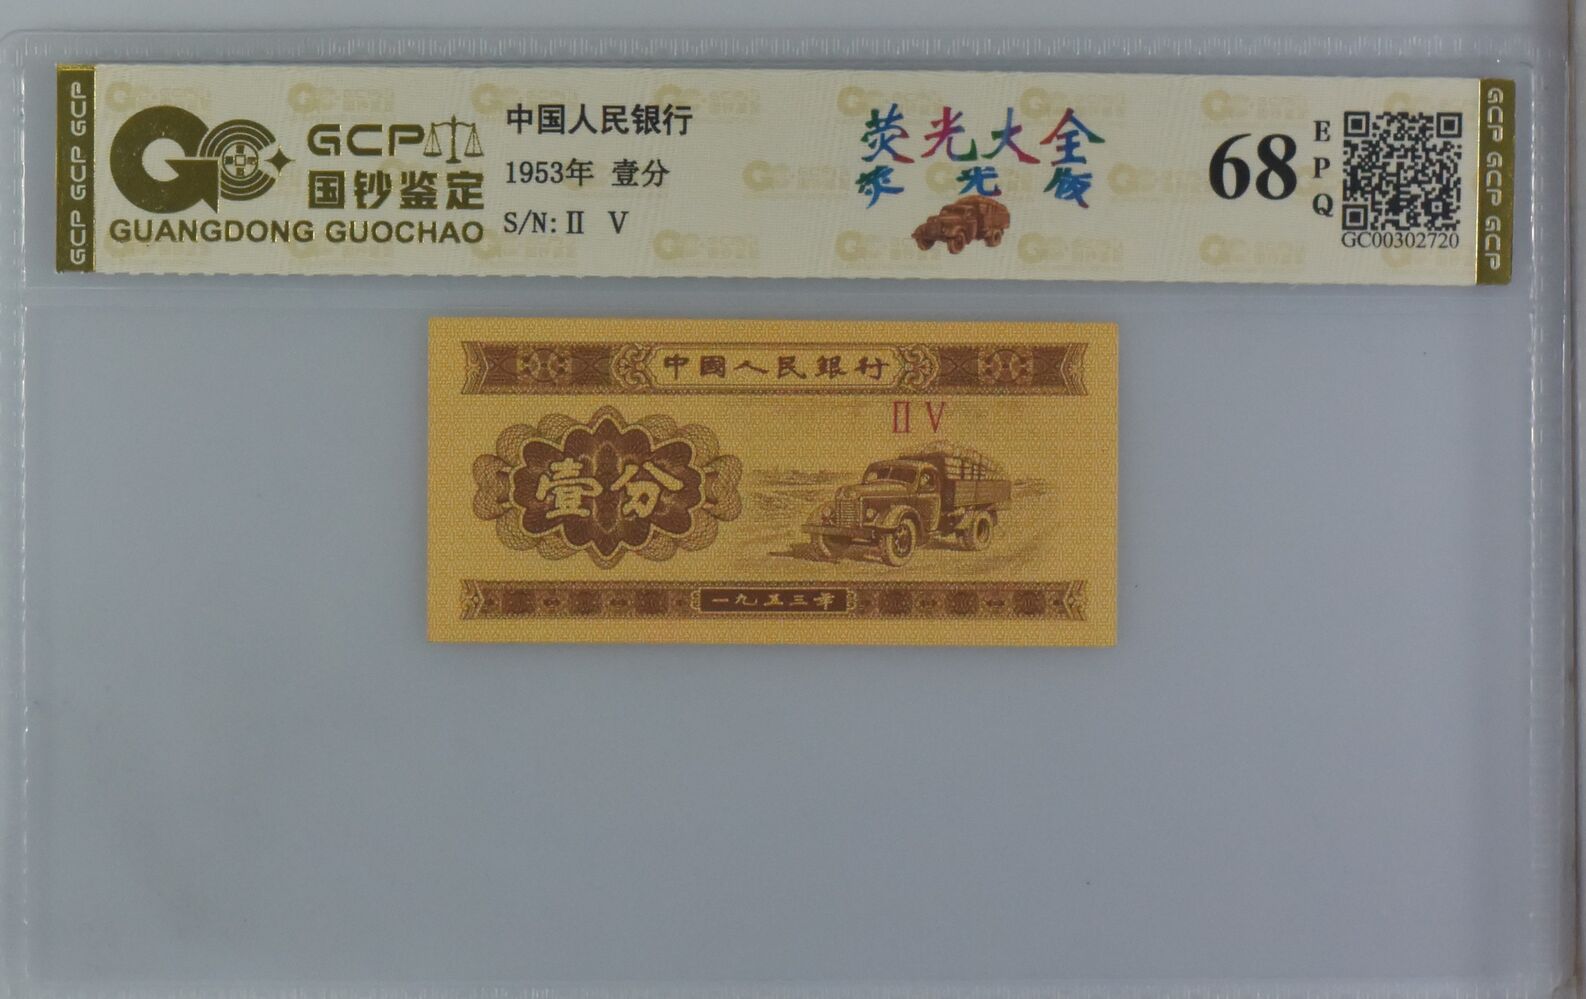 GCP GCP GCP
GCP
国钞鉴定
GUANGDONG GUOCHAO
中国人民银行
1953年 壹分
S/N: II V
荧光大全
荧光版
68
EPQ
GC00302720
GCP GCP GCP GCP
中國人民銀行
II V
壹分
一九五三年